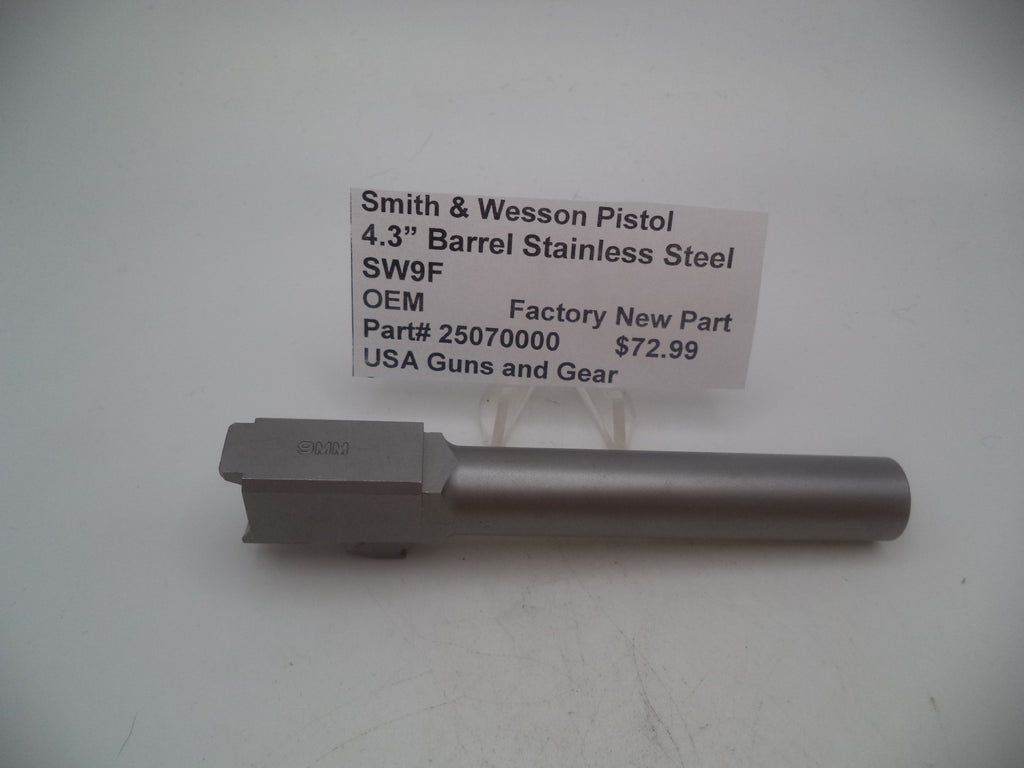 Smith & Wesson Pistol
4.3” Barrel Stainless Steel
SW9F
OEM Factory New Part
Part# 25070000 $72.99
USA Guns and Gear
9MM